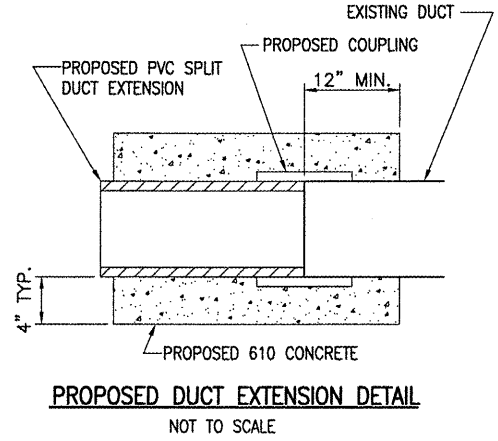 EXISTING DUCT
PROPOSED COUPLING
PROPOSED PVC SPLIT
DUCT EXTENSION
12" MIN.
4" TYP.
PROPOSED 610 CONCRETE
PROPOSED DUCT EXTENSION DETAIL
NOT TO SCALE